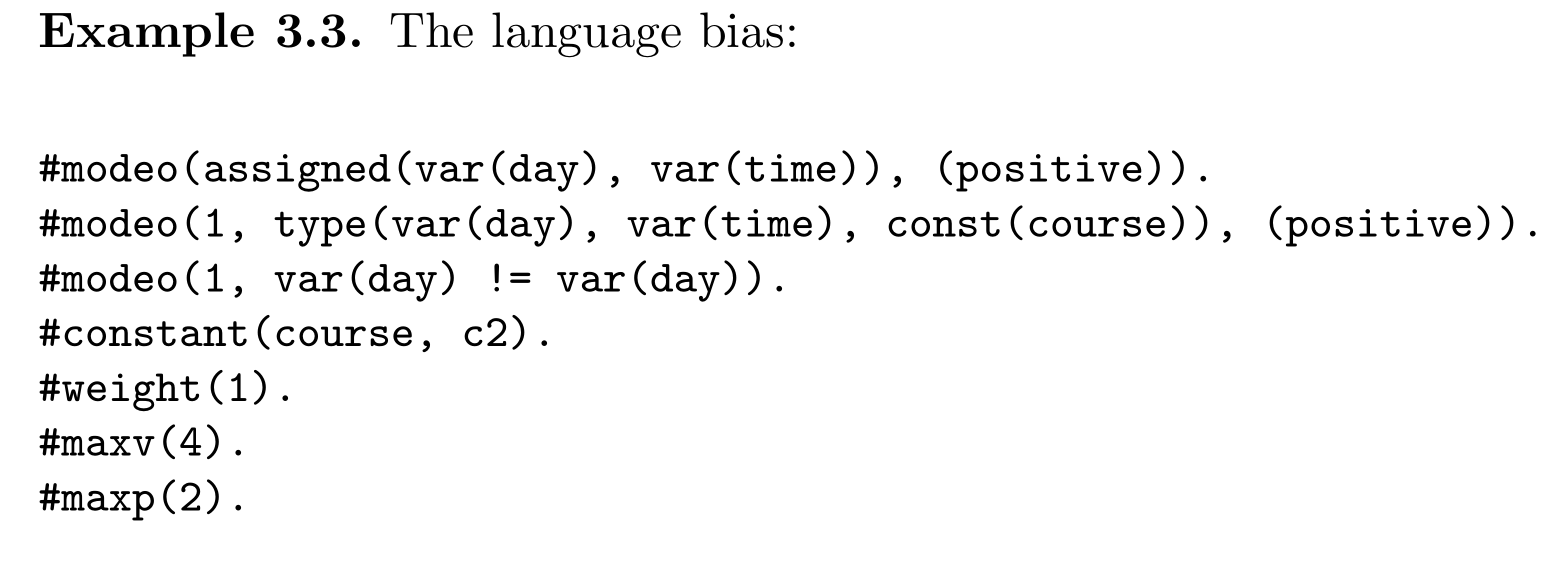 Example 3.3. The language bias:
#modeo(assigned(var(day), var(time)), (positive)).
#modeo(1, type(var(day), var(time), const(course)), (positive)).
#modeo(1, var(day) != var(day)).
#constant(course, c2).
#weight(1).
#maxv(4).
#maxp(2).